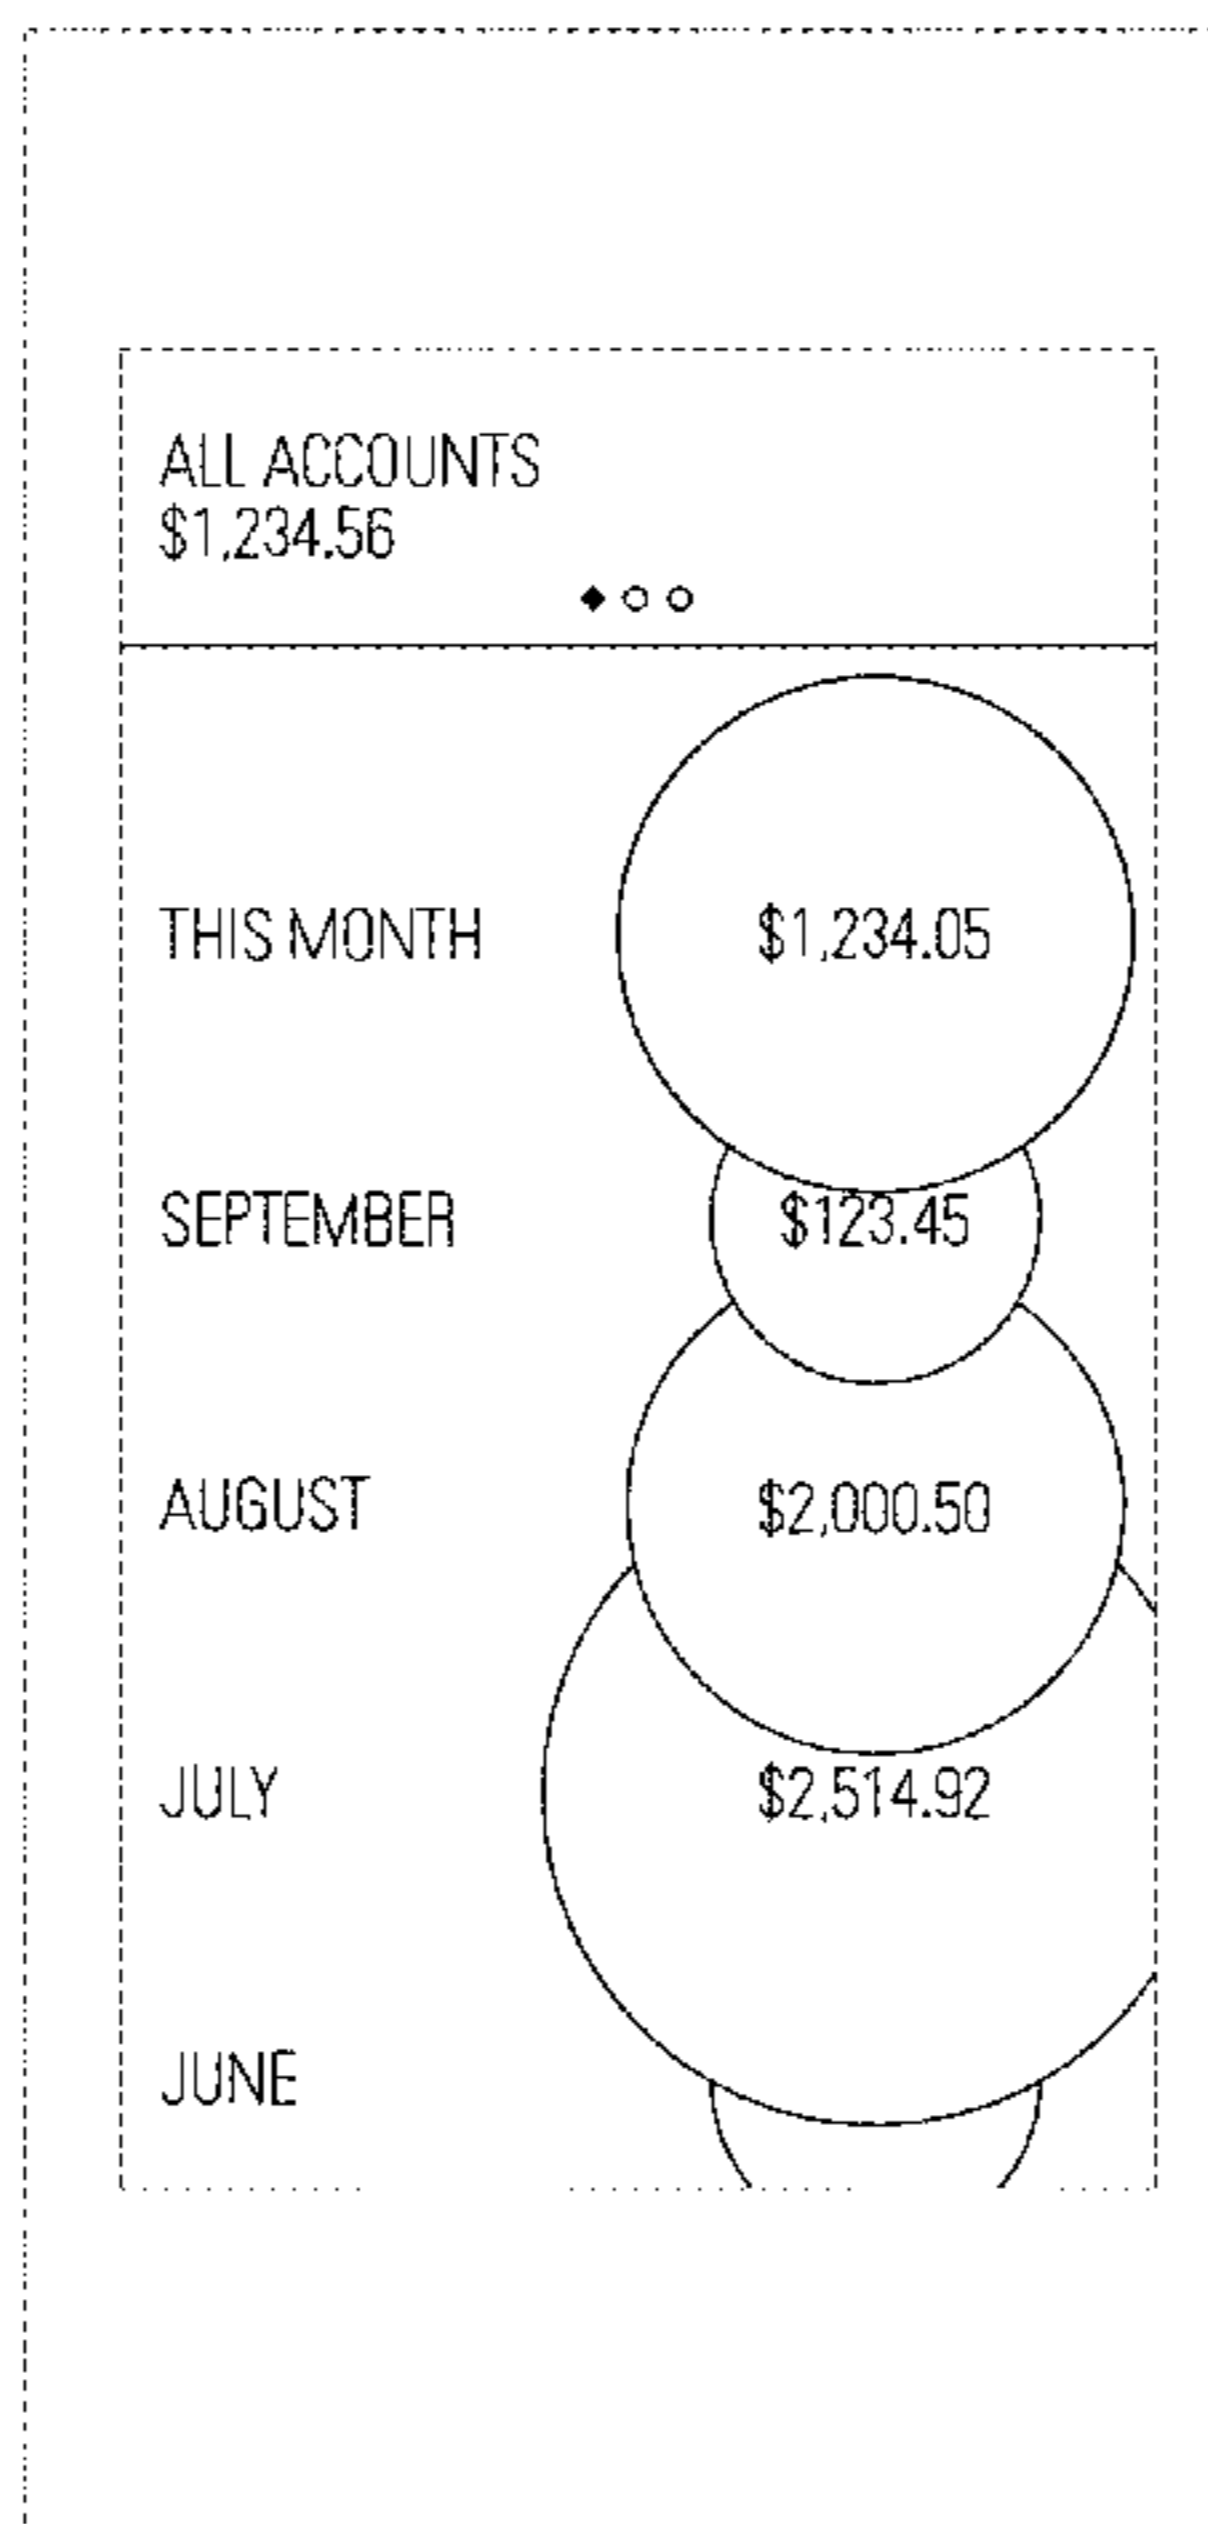 ALL ACCOUNTS
$1,234.56
THIS MONTH $1,234.05
SEPTEMBER $123.45
AUGUST $2,000.50
JULY $2,514.92
JUNE